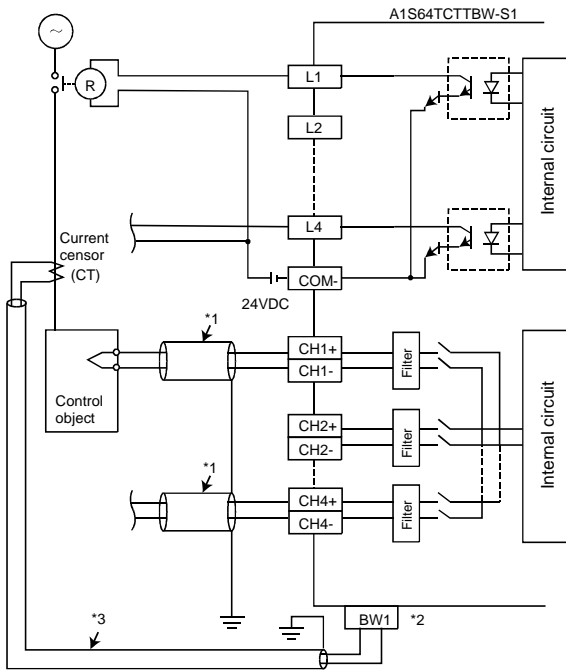 A1S64TCTTBW-S1
~
R
L1
L2
L4
COM-
24VDC
Internal circuit
Current
censor
(CT)
*1
CH1+
CH1-
Filter
Control
object
CH2+
CH2-
Filter
Internal circuit
*1
CH4+
CH4-
Filter
*3
BW1
*2